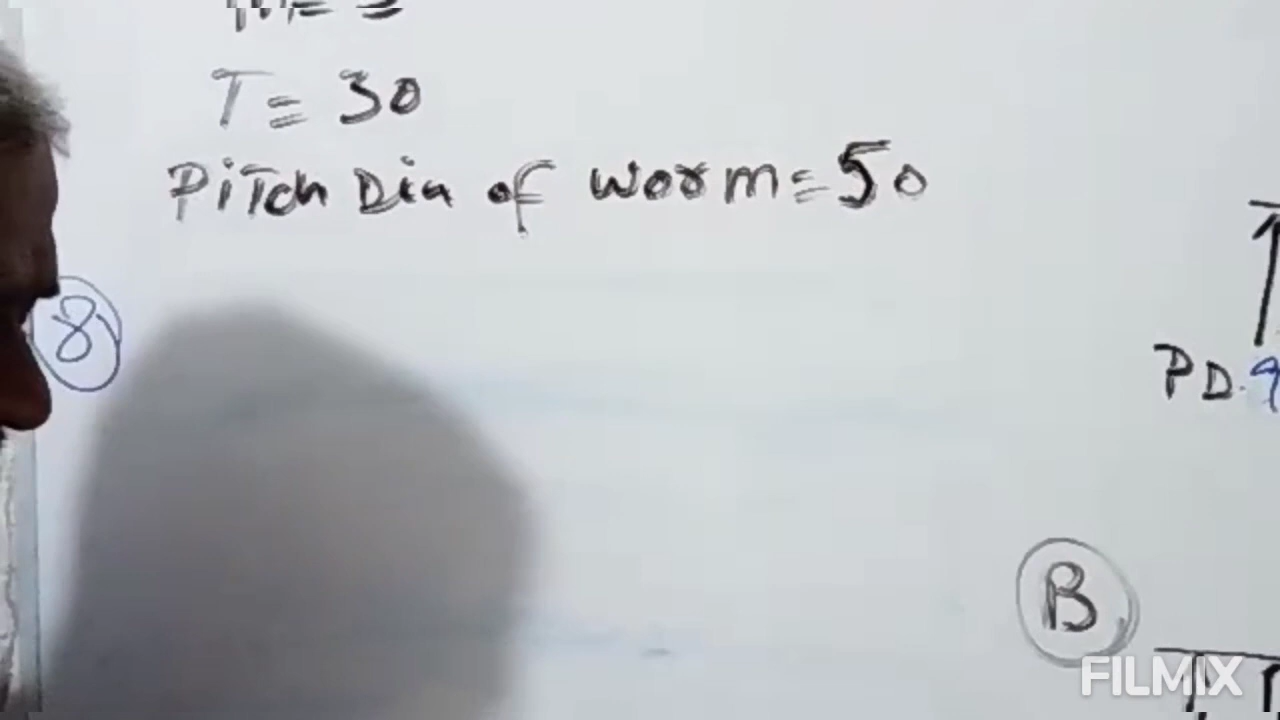 T = 30
Pitch Dia of worm = 50
8
PD.
B
FILMIX